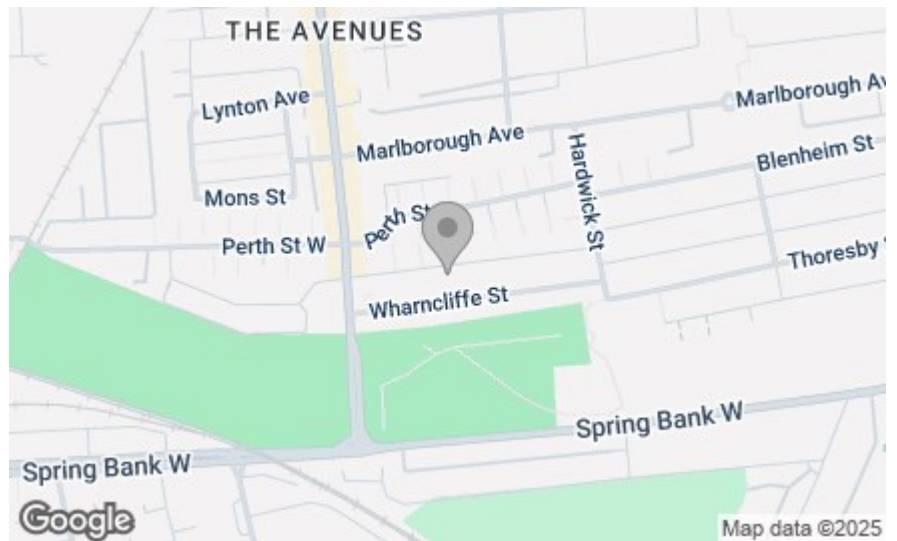 THE AVENUES
Lynton Ave
Marlborough Av
Marlborough Ave
Hardwick St
Blenheim St
Mons St
Perth St
Perth St W
Thoresby
Wharncliffe St
Spring Bank W
Spring Bank W
Google
Map data ©2025